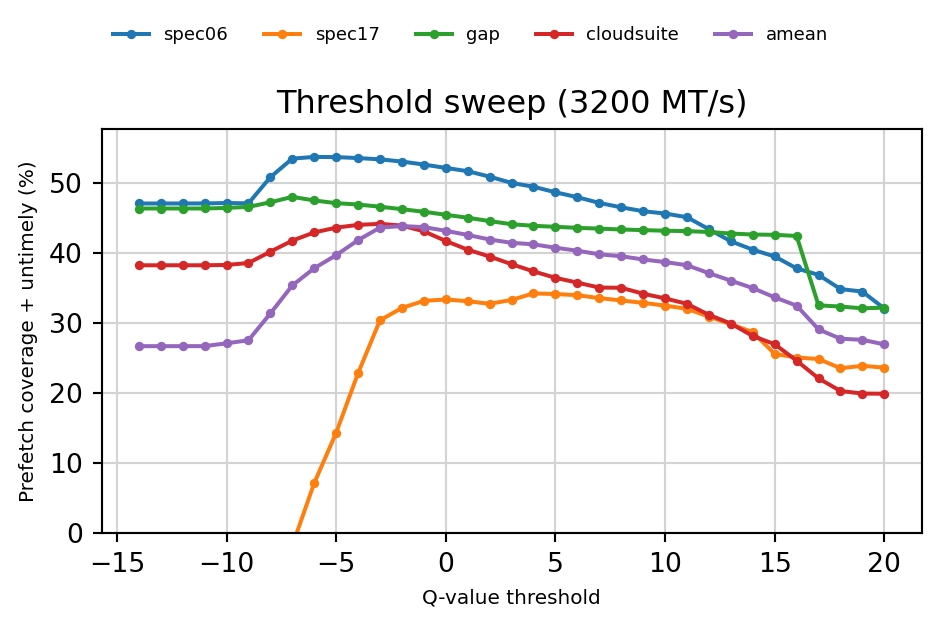 spec06 spec17 gap cloudsuite amean
Threshold sweep (3200 MT/s)
Prefetch coverage + untimely (%)
50
40
30
20
10
0
−15 −10 −5 0 5 10 15 20
Q-value threshold